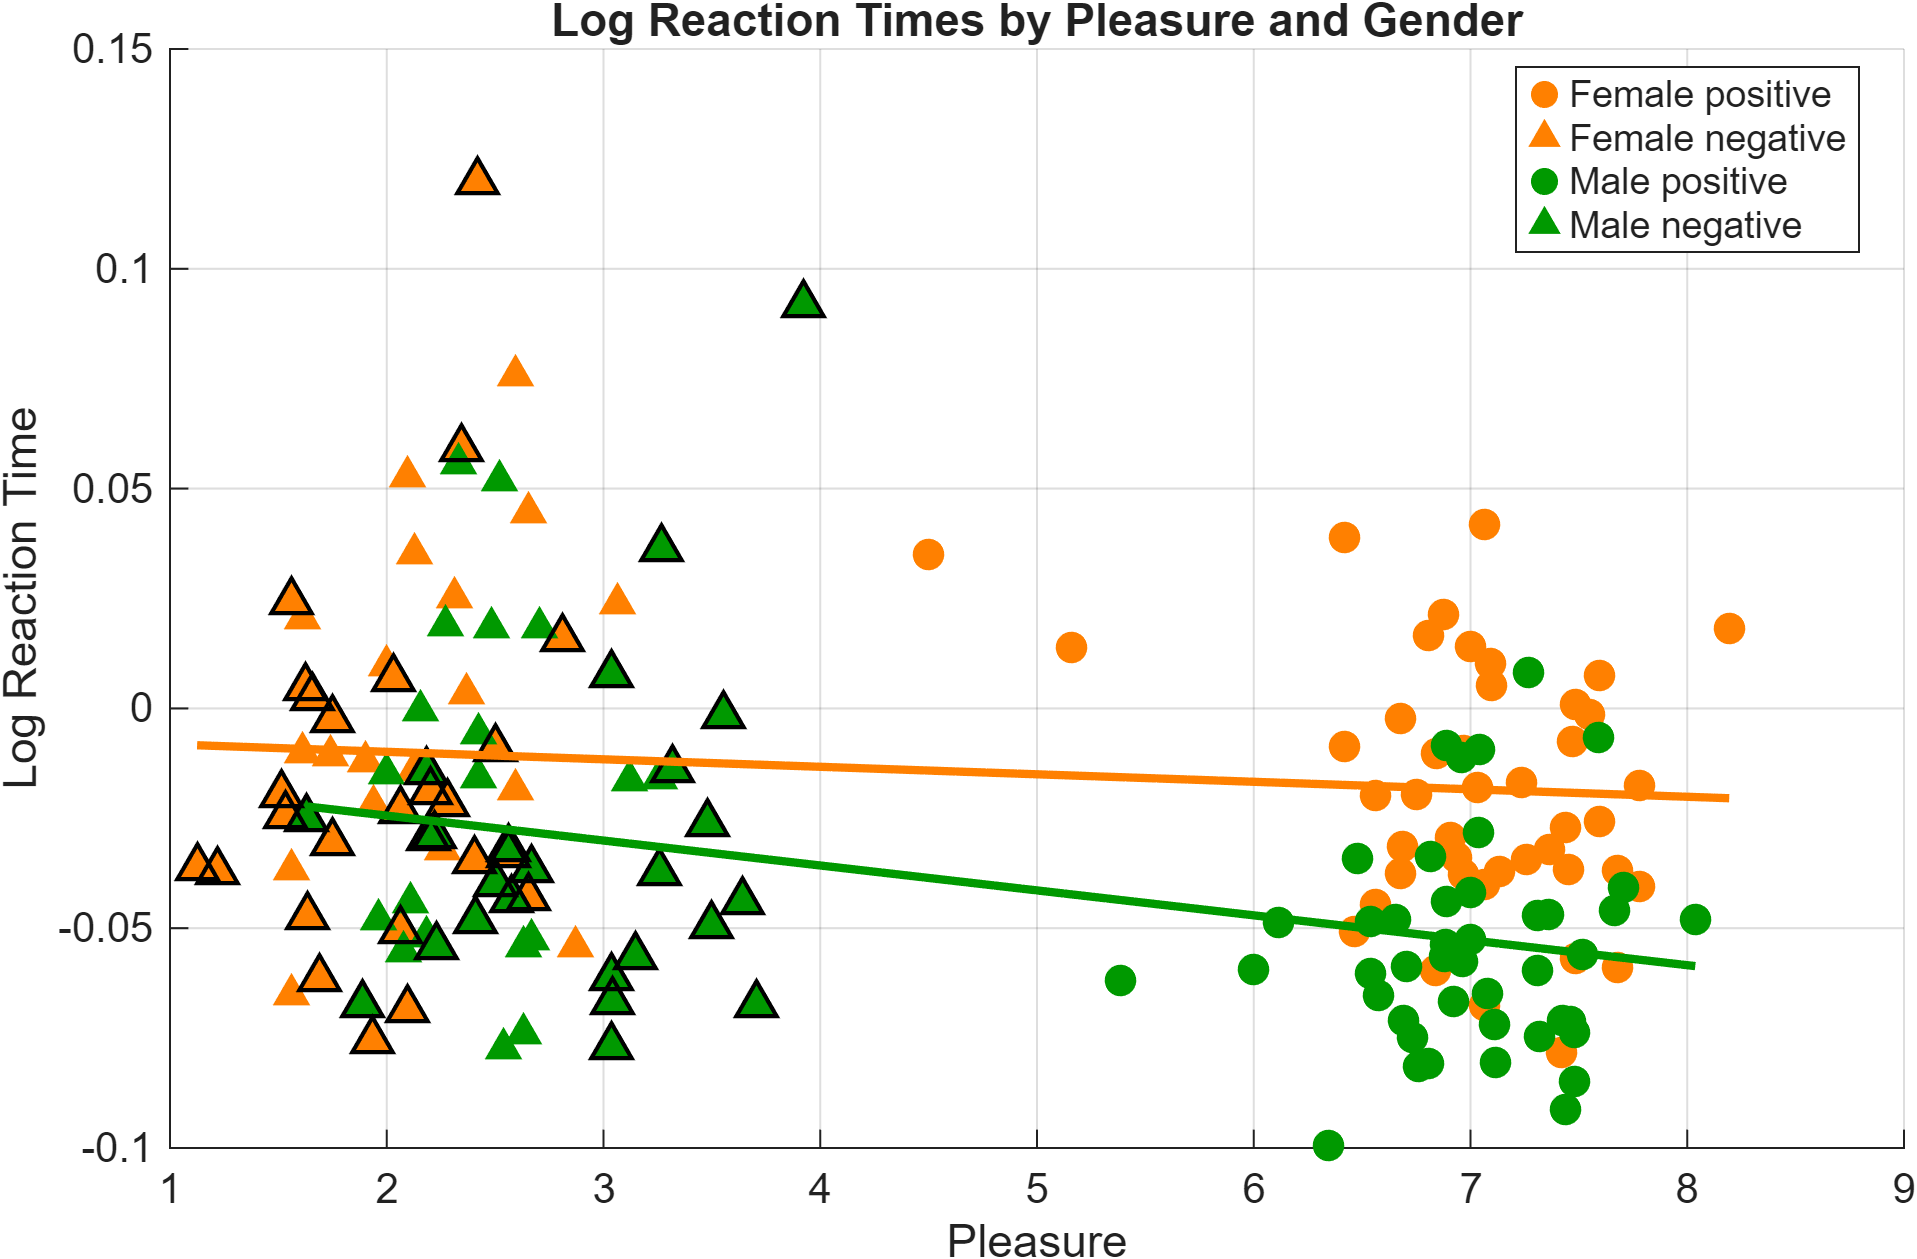 Log Reaction Times by Pleasure and Gender
0.15
0.1
0.05
0
-0.05
-0.1
Log Reaction Time
Female positive
Female negative
Male positive
Male negative
1 2 3 4 5 6 7 8 9
Pleasure